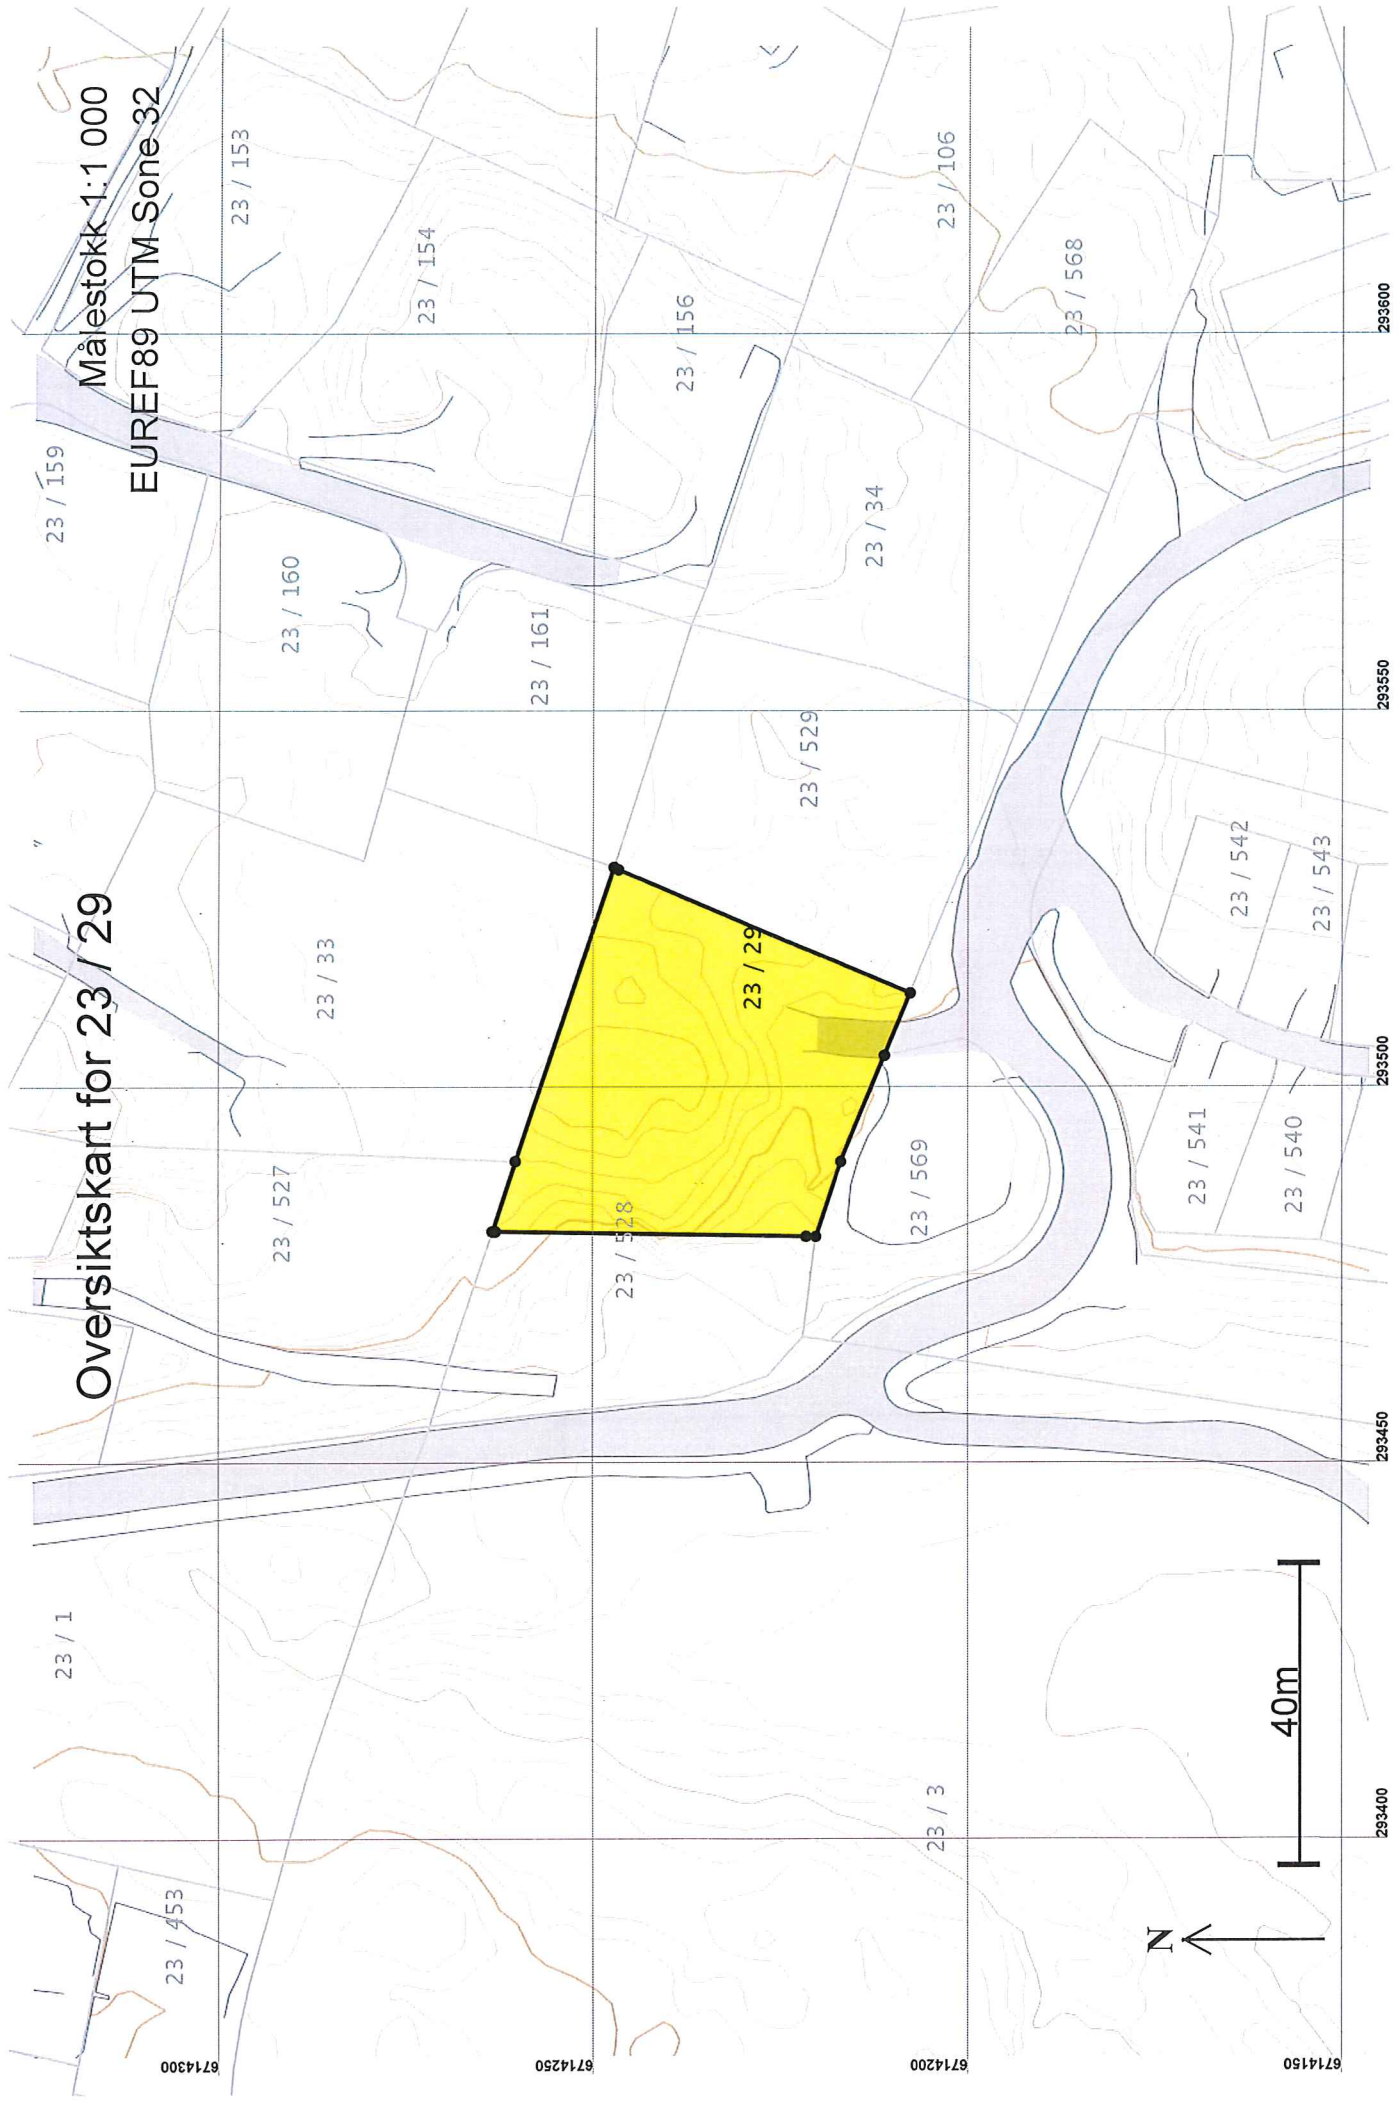 Oversiktskart for 23 / 29
Målestokk 1:1 000
EUREF89 UTM Sone 32
23 / 1
23 / 159
23 / 453
23 / 153
6714300
23 / 527
23 / 33
23 / 160
23 / 154
23 / 161
6714250
23 / 528
23 / 156
23 / 29
23 / 529
23 / 34
23 / 3
23 / 569
23 / 106
6714200
23 / 568
N
23 / 541
23 / 542
40m
23 / 540
23 / 543
6714150
293400
293450
293500
293550
293600